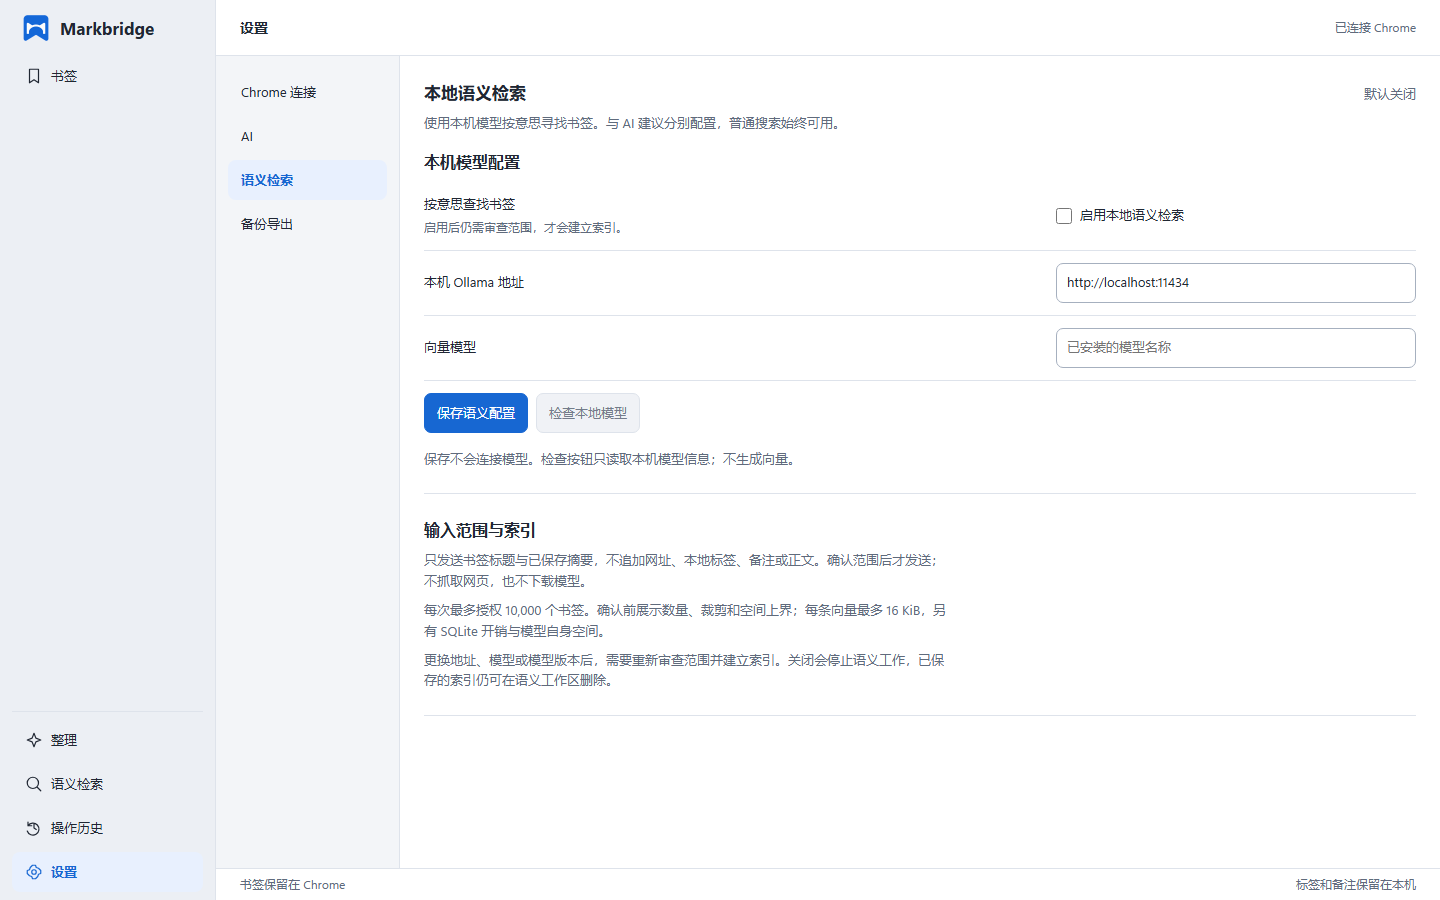 Markbridge
书签
整理
语义检索
操作历史
设置
设置
已连接 Chrome
Chrome 连接
AI
语义检索
备份导出
本地语义检索
默认关闭
使用本机模型按意思寻找书签。与 AI 建议分别配置，普通搜索始终可用。
本机模型配置
按意思查找书签
启用后仍需审查范围，才会建立索引。
启用本地语义检索
本机 Ollama 地址
http://localhost:11434
向量模型
已安装的模型名称
保存语义配置
检查本地模型
保存不会连接模型。检查按钮只读取本机模型信息；不生成向量。
输入范围与索引
只发送书签标题与已保存摘要，不追加网址、本地标签、备注或正文。确认范围后才发送；
不抓取网页，也不下载模型。
每次最多授权 10,000 个书签。确认前展示数量、裁剪和空间上界；每条向量最多 16 KiB，另
有 SQLite 开销与模型自身空间。
更换地址、模型或模型版本后，需要重新审查范围并建立索引。关闭会停止语义工作，已保
存的索引仍可在语义工作区删除。
书签保留在 Chrome
标签和备注保留在本机